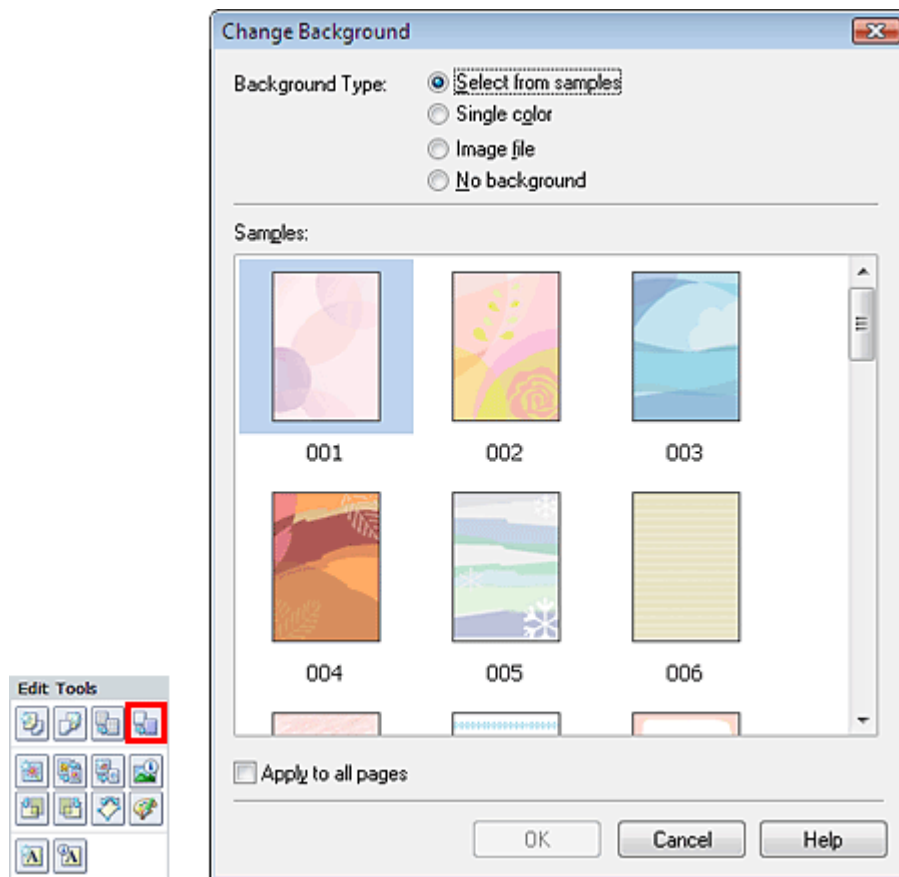 Change Background
Background Type:
Select from samples
Single color
Image file
No background
Samples:
001 002 003
004 005 006
Apply to all pages
OK Cancel Help
Edit Tools
A A